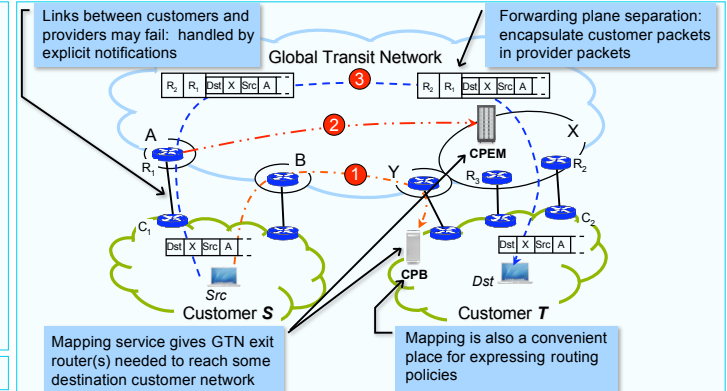 Links between customers and
providers may fail: handled by
explicit notifications
Forwarding plane separation:
encapsulate customer packets
in provider packets
Global Transit Network
3
R2 R1 Dst X Src A
R2 R1 Dst X Src A
2
CPEM
X
A
R1
B
1
Y
R3
R2
C1
C2
Dst X Src A
Dst X Src A
CPB
Src
Dst
Customer S
Customer T
Mapping service gives GTN exit
router(s) needed to reach some
destination customer network
Mapping is also a convenient
place for expressing routing
policies